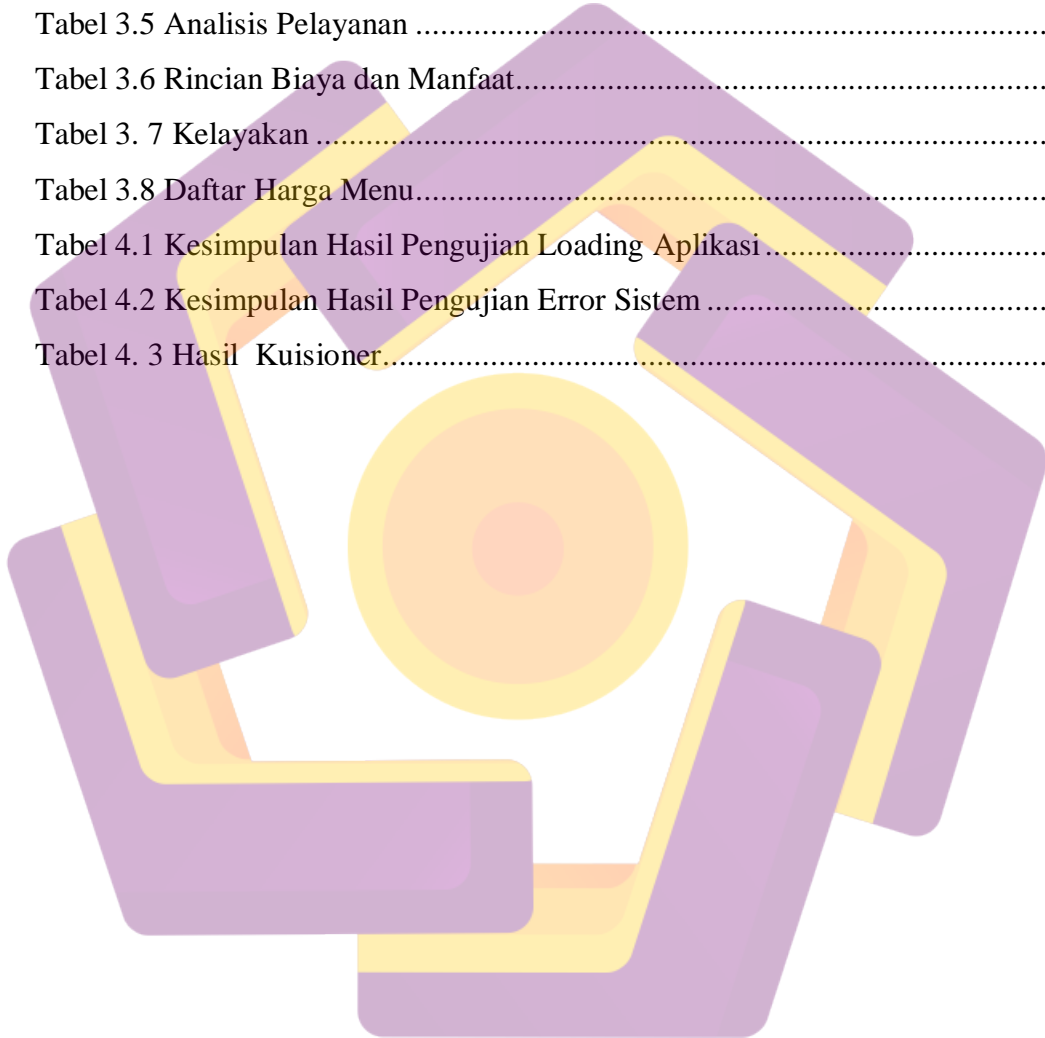 Tabel 3.5 Analisis Pelayanan ................................................................................
Tabel 3.6 Rincian Biaya dan Manfaat....................................................................
Tabel 3. 7 Kelayakan ............................................................................................
Tabel 3.8 Daftar Harga Menu................................................................................
Tabel 4.1 Kesimpulan Hasil Pengujian Loading Aplikasi ...................................
Tabel 4.2 Kesimpulan Hasil Pengujian Error Sistem ..........................................
Tabel 4. 3 Hasil  Kuisioner....................................................................................